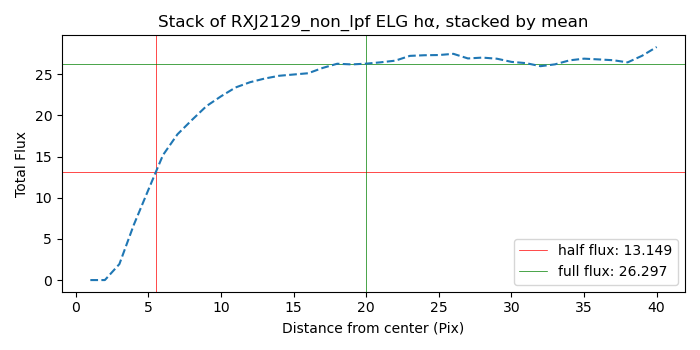 Stack of RXJ2129_non_lpf ELG hα, stacked by mean
Total Flux
25
20
15
10
5
0
half flux: 13.149
full flux: 26.297
0 5 10 15 20 25 30 35 40
Distance from center (Pix)